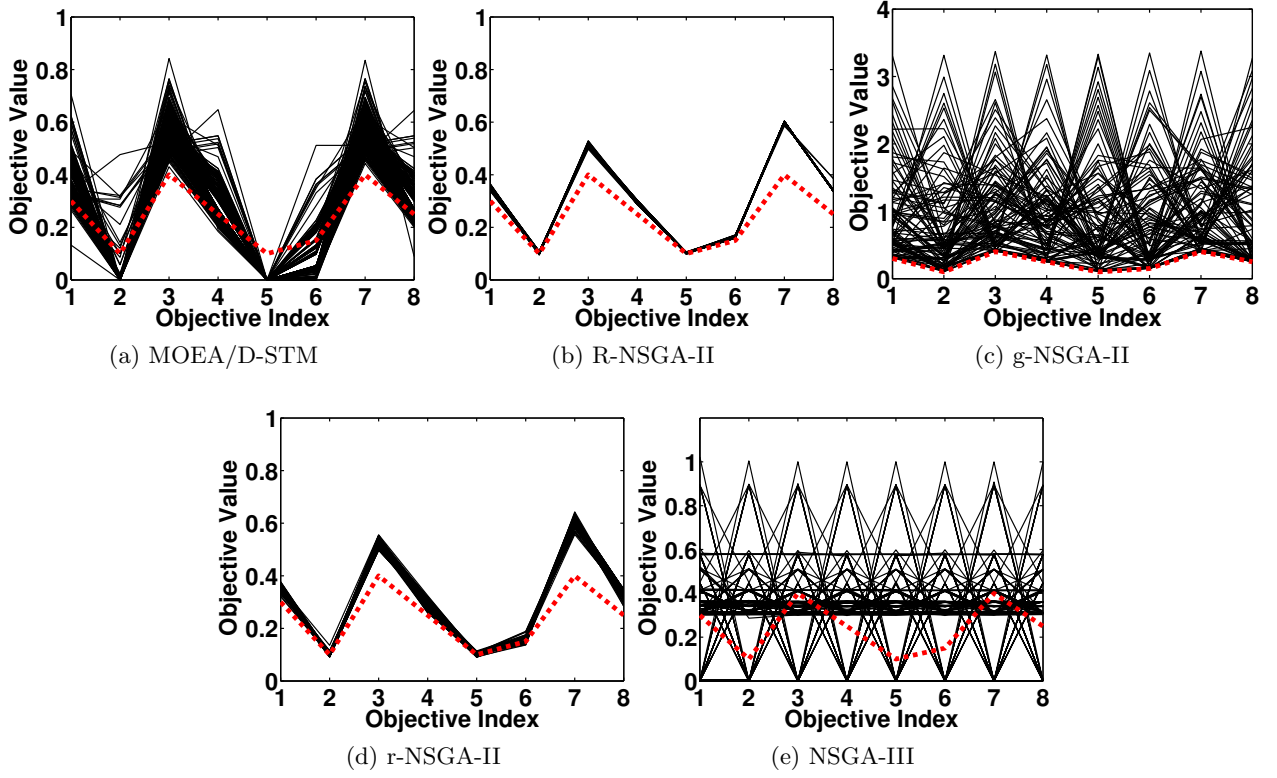 1
0.8
0.6
0.4
0.2
0
Objective Value
1 2 3 4 5 6 7 8
Objective Index
(a) MOEA/D-STM
1
0.8
0.6
0.4
0.2
0
Objective Value
1 2 3 4 5 6 7 8
Objective Index
(b) R-NSGA-II
4
3
2
1
0
Objective Value
1 2 3 4 5 6 7 8
Objective Index
(c) g-NSGA-II
1
0.8
0.6
0.4
0.2
0
Objective Value
1 2 3 4 5 6 7 8
Objective Index
(d) r-NSGA-II
1
0.8
0.6
0.4
0.2
0
Objective Value
1 2 3 4 5 6 7 8
Objective Index
(e) NSGA-III